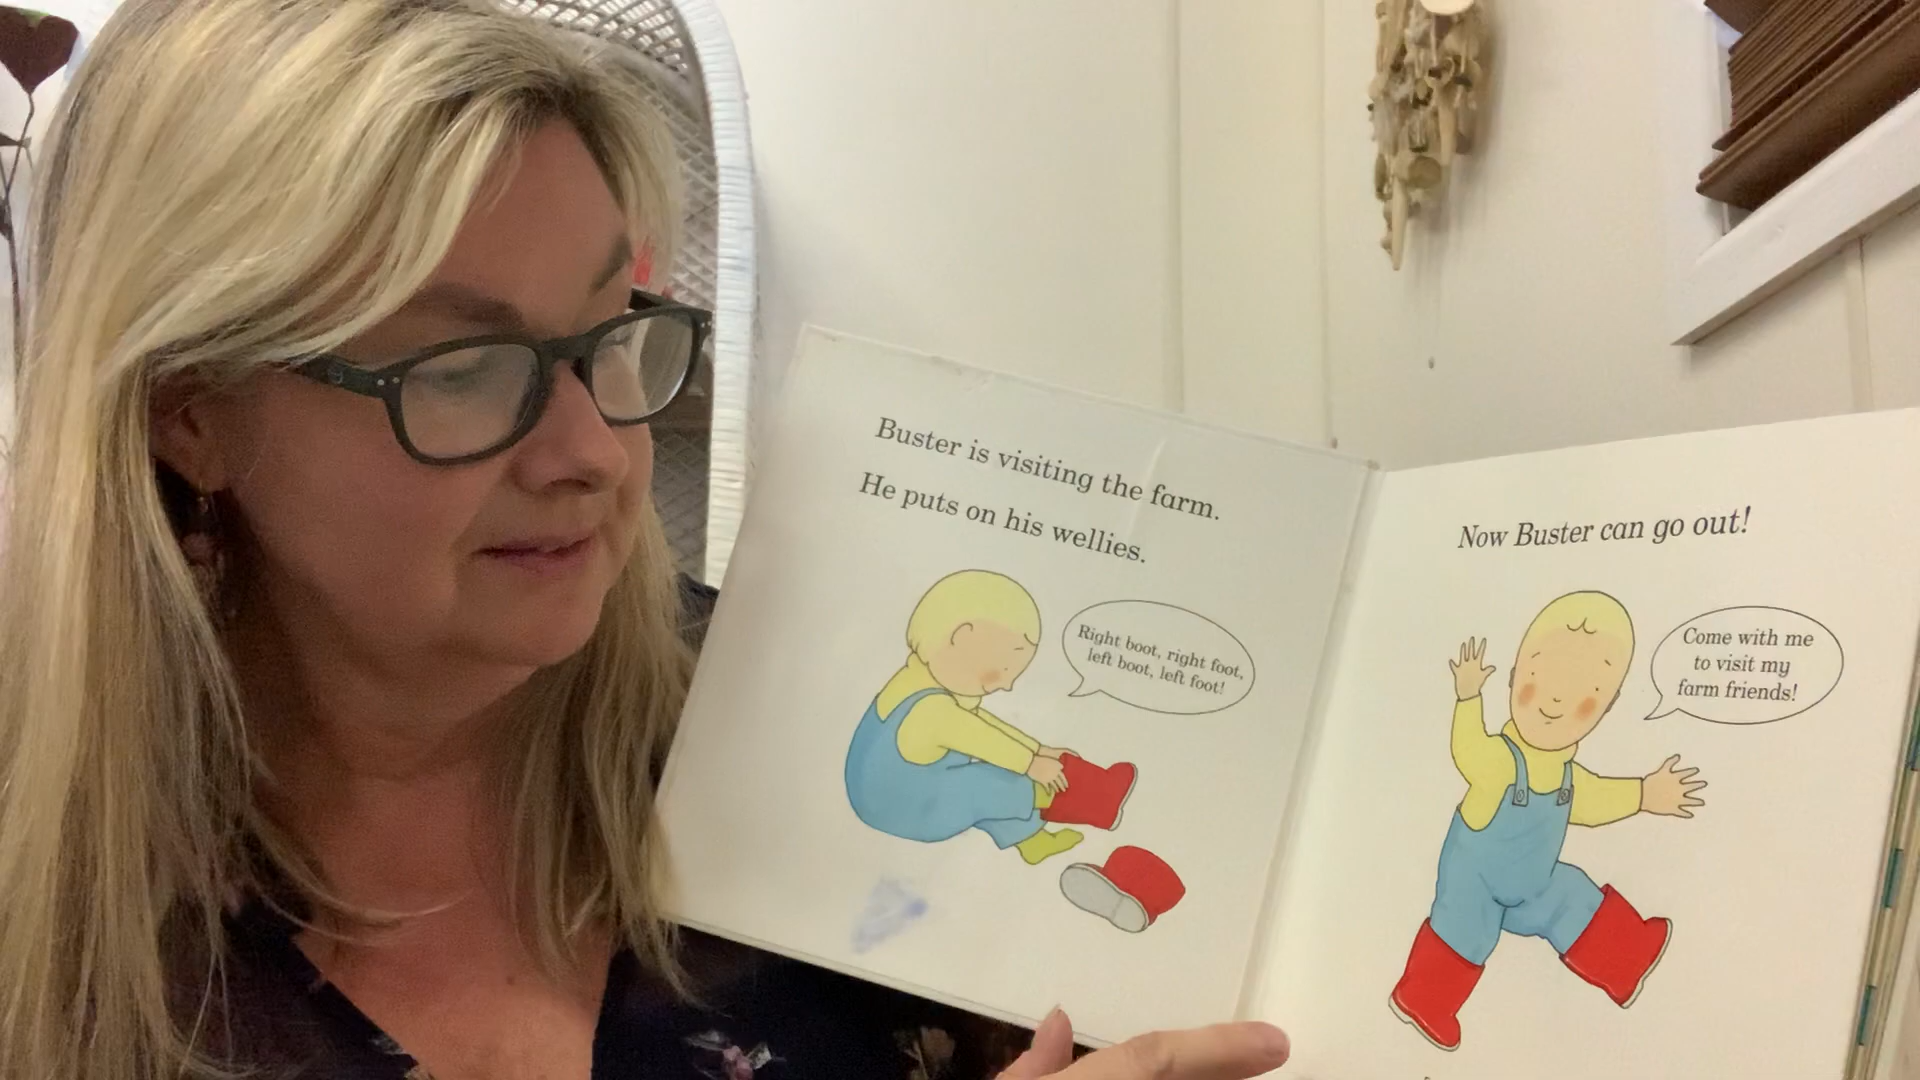 Buster is visiting the farm.
He puts on his wellies.
Right boot, right foot,
left boot, left foot!
Now Buster can go out!
Come with me
to visit my
farm friends!